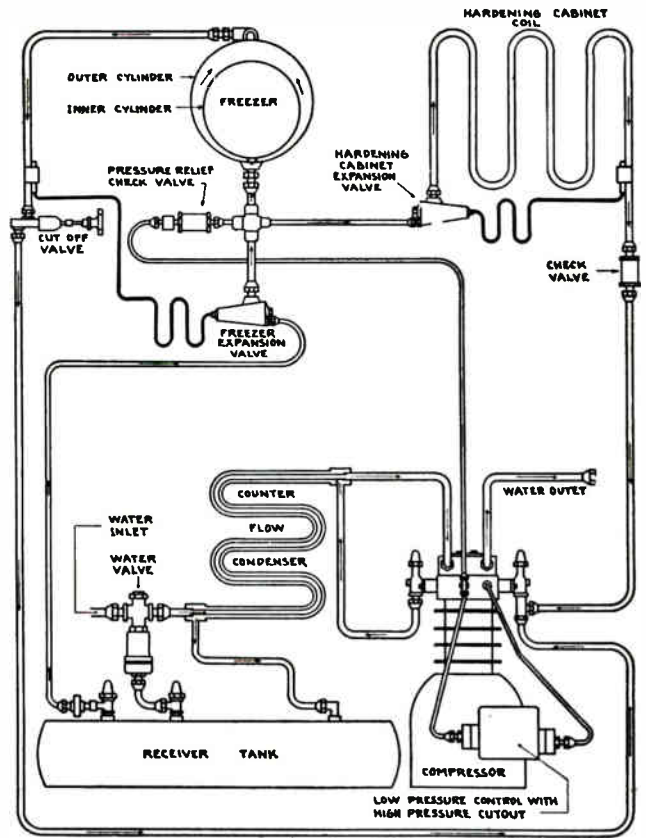 HARDENING CABINET
COIL
OUTER CYLINDER
INNER CYLINDER
FREEZER
PRESSURE RELIEF
CHECK VALVE
HARDENING
CABINET
EXPANSION
VALVE
CUT OFF
VALVE
CHECK
VALVE
FREEZER
EXPANSION
VALVE
COUNTER
FLOW
CONDENSER
WATER OUTET
WATER
INLET
WATER
VALVE
RECEIVER TANK
COMPRESSOR
LOW PRESSURE CONTROL WITH
HIGH PRESSURE CUTOUT